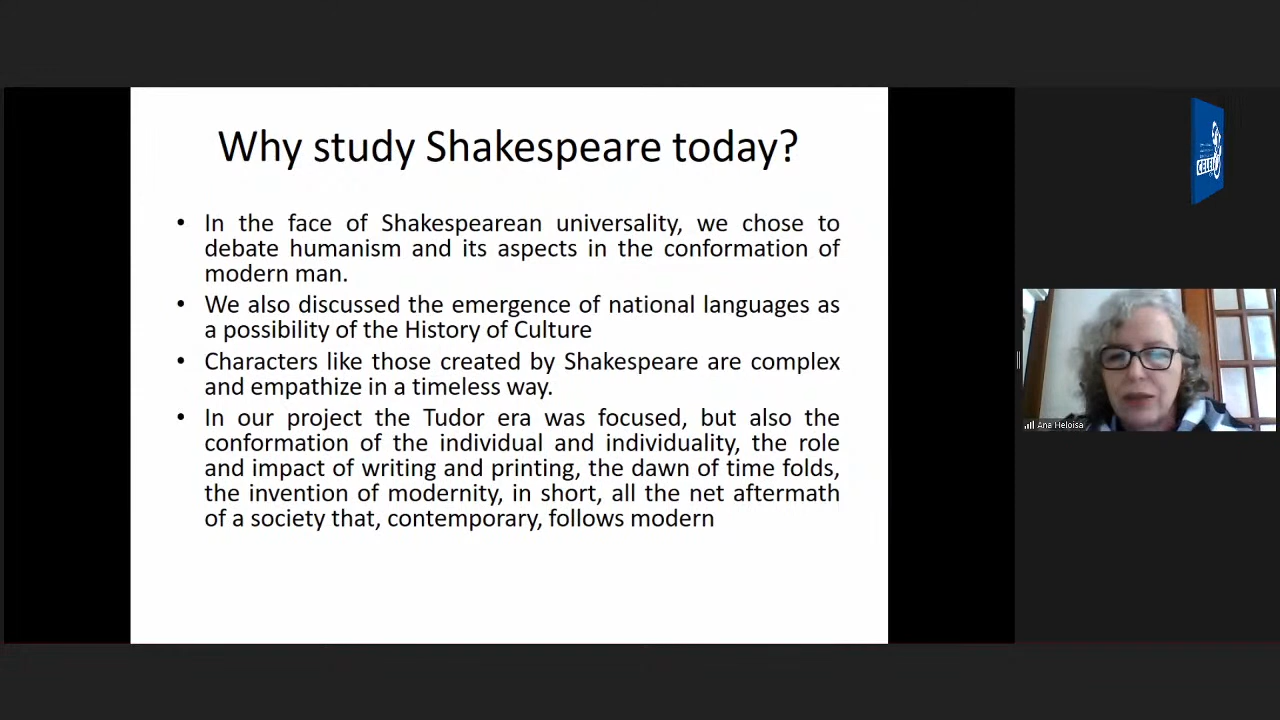 Why study Shakespeare today?
• In the face of Shakespearean universality, we chose to
debate humanism and its aspects in the conformation of
modern man.
• We also discussed the emergence of national languages as
a possibility of the History of Culture
• Characters like those created by Shakespeare are complex
and empathize in a timeless way.
• In our project the Tudor era was focused, but also the
conformation of the individual and individuality, the role
and impact of writing and printing, the dawn of time folds,
the invention of modernity, in short, all the net aftermath
of a society that, contemporary, follows modern
Ana Heloisa